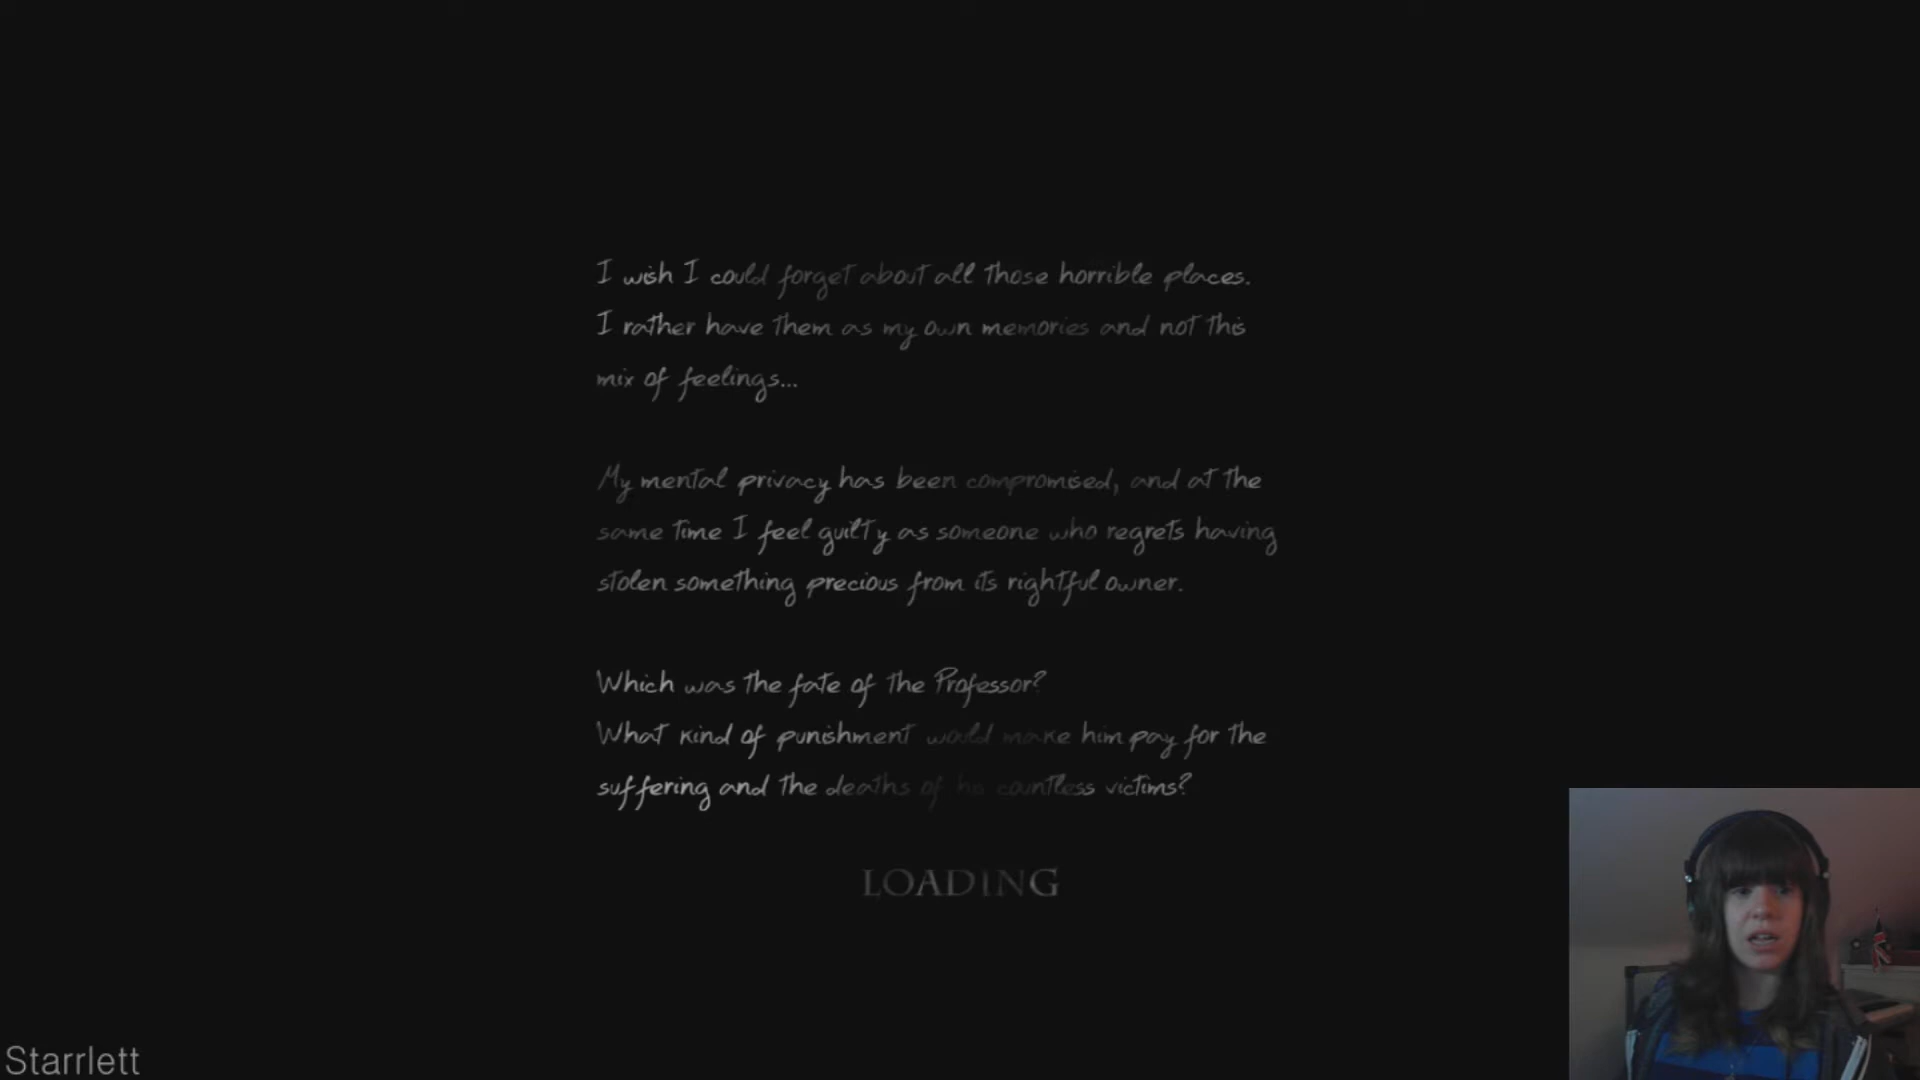 I wish I could forget about all those horrible places.
I rather have them as my own memories and not this
mix of feelings...
My mental privacy has been compromised, and at the
same time I feel guilty as someone who regrets having
stolen something precious from its rightful owner.
Which was the fate of the Professor?
What kind of punishment would make him pay for the
suffering and the deaths of his countless victims?
LOADING
Starrlett